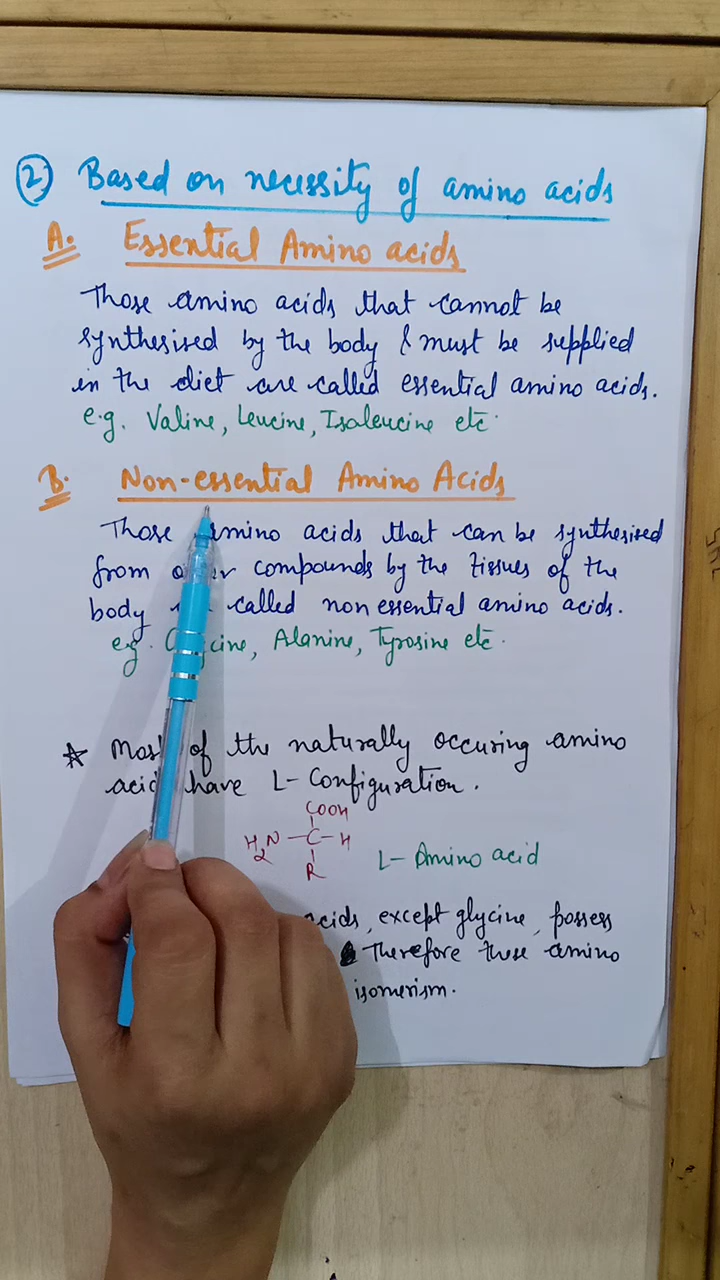 2. Based on necessity of amino acids
A. Essential Amino acids
Those amino acids that cannot be
synthesised by the body & must be supplied
in the diet are called essential amino acids.
e.g. Valine, Leucine, Isoleucine etc.
B. Non-essential Amino Acids
Those amino acids that can be synthesised
from compounds by the tissues of the
body called non essential amino acids.
eg. Alanine, Tyrosine etc.
☆ of the naturally occuring amino
acid have L-Configuration.
COOH
H2N-C-H
R
L-Amino acid
except glycine, possess
Therefore these amino
isomerism.